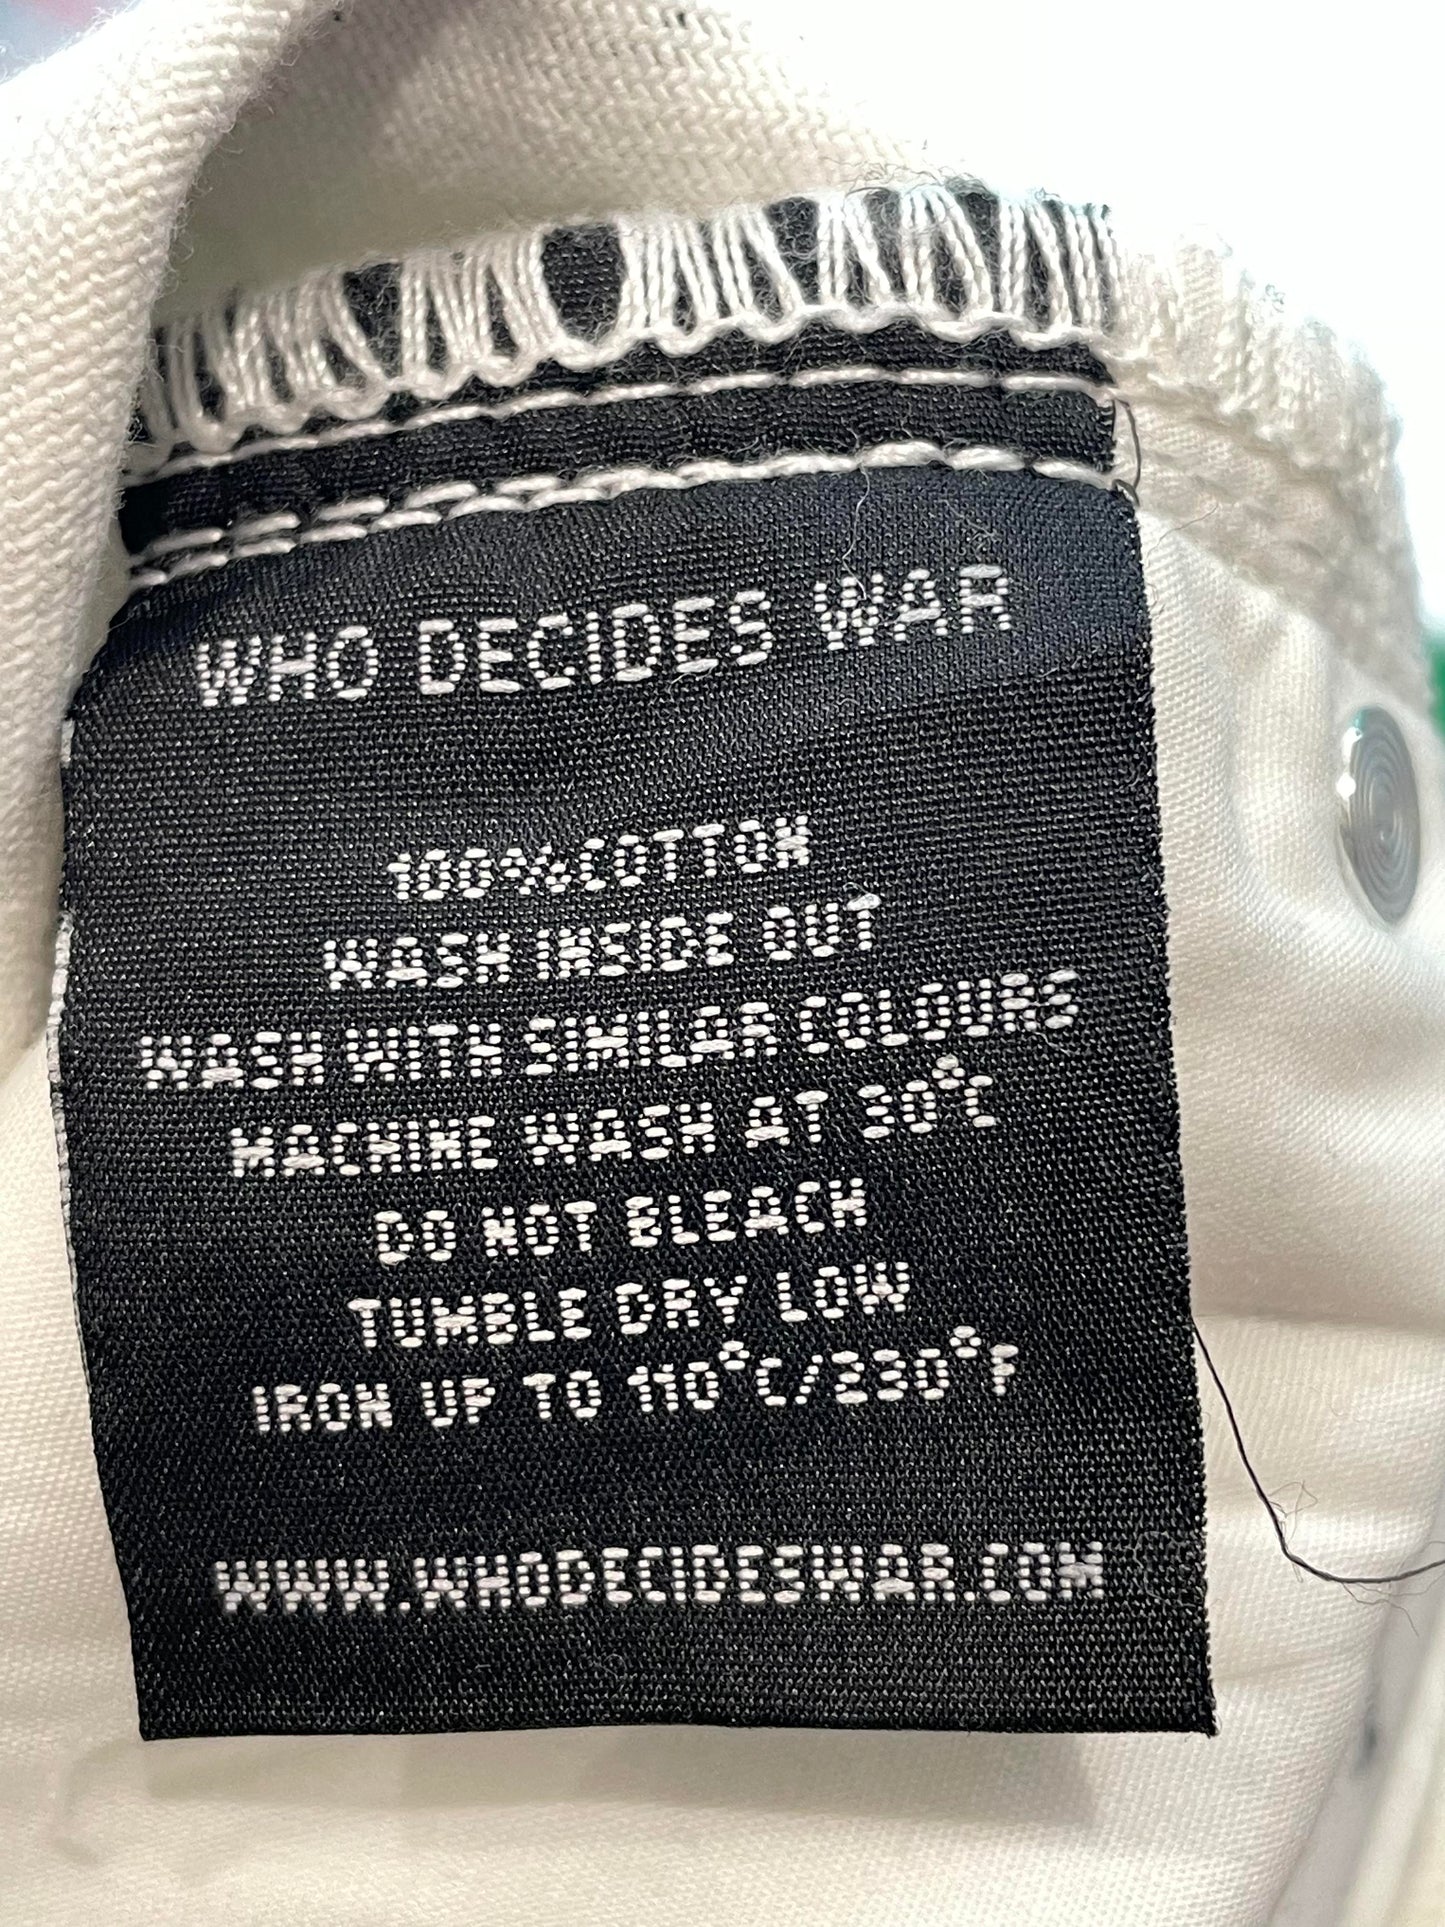 WHO DECIDES WAR
100%COTTON
WASH INSIDE OUT
WASH WITH SIMILAR COLOURS
MACHINE WASH AT 30°C
DO NOT BLEACH
TUMBLE DRY LOW
IRON UP TO 110°C/230°F
WWW.WHODECIDESWAR.COM